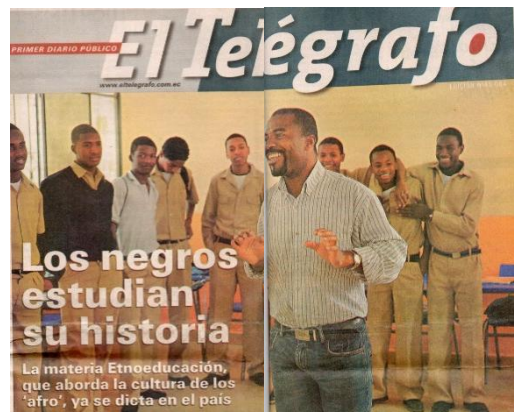 PRIMER DIARIO PÚBLICO
El Telégrafo
www.eltelegrafo.com.ec
Los negros
estudian
su historia
La materia Etnoeducación,
que aborda la cultura de los
'afro', ya se dicta en el país